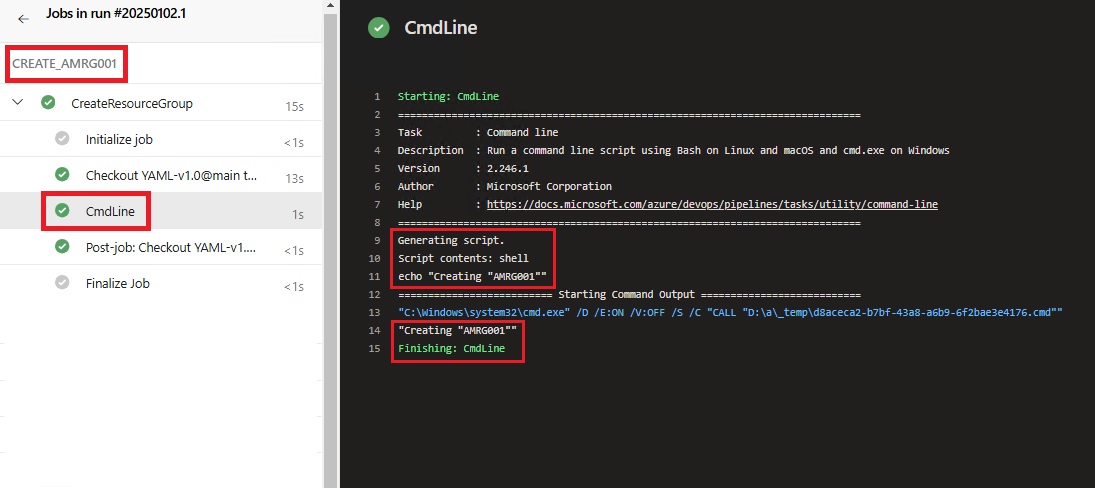 ← Jobs in run #20250102.1
CREATE_AMRG001
CreateResourceGroup 15s
Initialize job <1s
Checkout YAML-v1.0@main t... 13s
CmdLine 1s
Post-job: Checkout YAML-v1.... <1s
Finalize Job <1s
CmdLine
1 Starting: CmdLine
2 ==============================================================================
3 Task         : Command line
4 Description  : Run a command line script using Bash on Linux and macOS and cmd.exe on Windows
5 Version      : 2.246.1
6 Author       : Microsoft Corporation
7 Help         : https://docs.microsoft.com/azure/devops/pipelines/tasks/utility/command-line
8 ==============================================================================
9 Generating script.
10 Script contents: shell
11 echo "Creating "AMRG001""
12 ========================== Starting Command Output ===========================
13 "C:\Windows\system32\cmd.exe" /D /E:ON /V:OFF /S /C "CALL "D:\a\_temp\d8aceca2-b7bf-43a8-a6b9-6f2bae3e4176.cmd""
14 "Creating "AMRG001""
15 Finishing: CmdLine